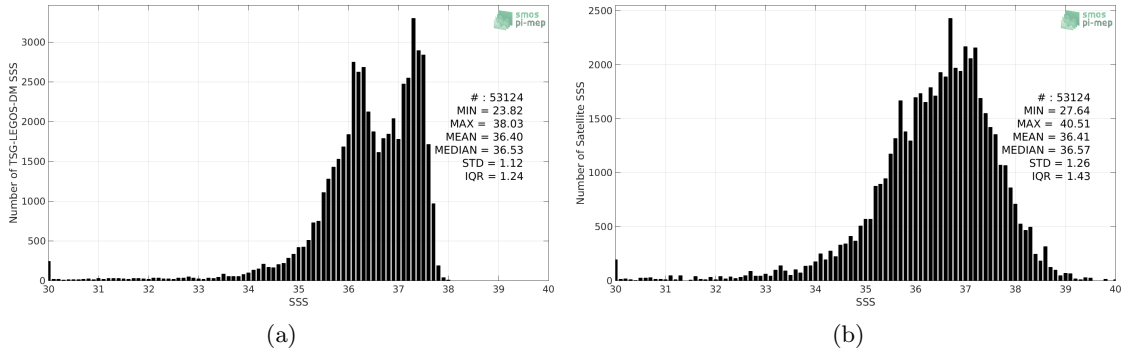 smos
pi-mep
Number of TSG-LEGOS-DM SSS
3000
2500
2000
1500
1000
500
0
# : 53124
MIN = 23.82
MAX = 38.03
MEAN = 36.40
MEDIAN = 36.53
STD = 1.12
IQR = 1.24
30 31 32 33 34 35 36 37 38 39 40
SSS
(a)
smos
pi-mep
Number of Satellite SSS
2500
2000
1500
1000
500
0
# : 53124
MIN = 27.64
MAX = 40.51
MEAN = 36.41
MEDIAN = 36.57
STD = 1.26
IQR = 1.43
30 31 32 33 34 35 36 37 38 39 40
SSS
(b)